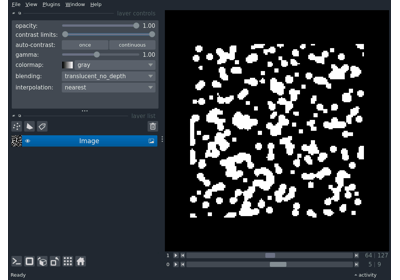 File View Plugins Window Help
layer controls
opacity: 1.00
contrast limits:
auto-contrast: once continuous
gamma: 1.00
colormap: gray
blending: translucent_no_depth
interpolation: nearest
layer list
Image
1 64 127
0 5 9
Ready activity